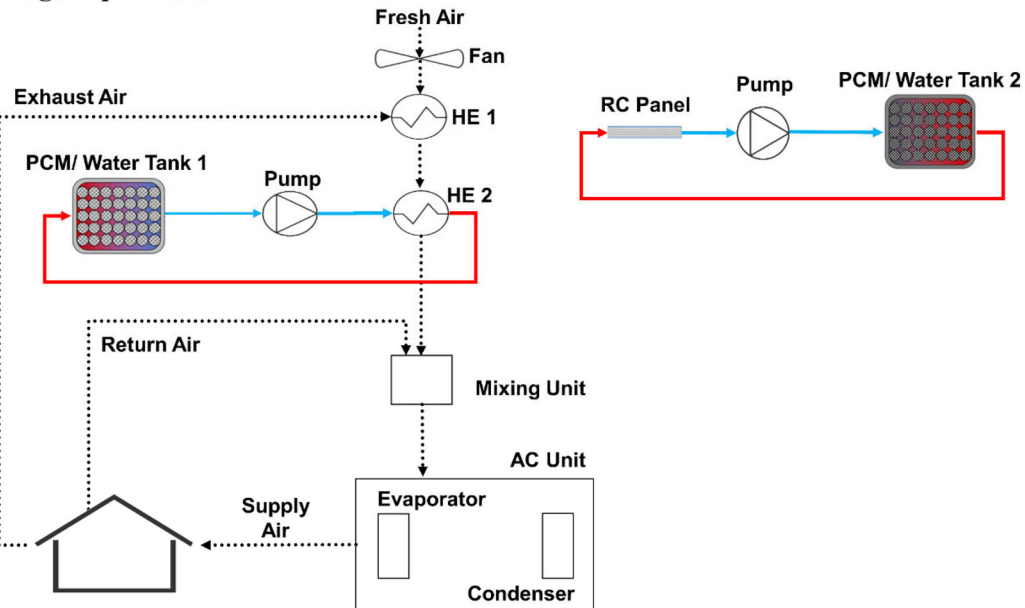 Fresh Air
Fan
Exhaust Air
HE 1
RC Panel
Pump
PCM/ Water Tank 2
PCM/ Water Tank 1
Pump
HE 2
Return Air
Mixing Unit
AC Unit
Evaporator
Supply
Air
Condenser